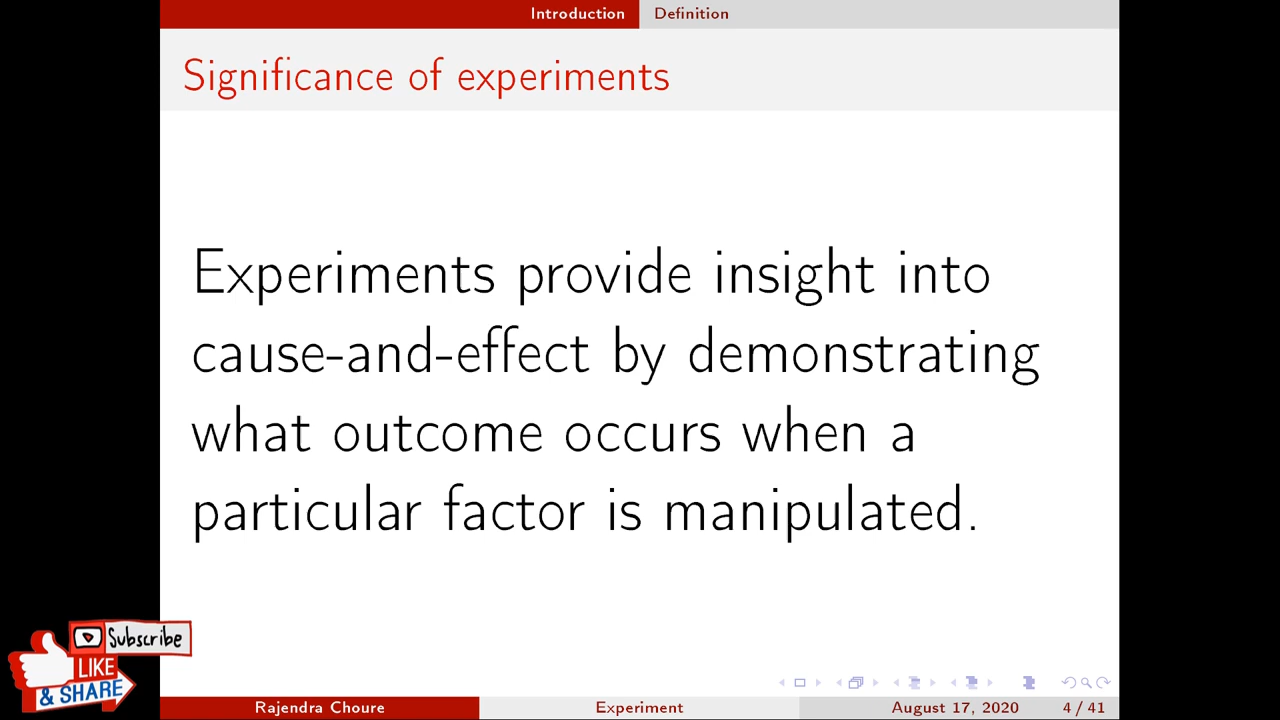 Introduction Definition
Significance of experiments
Experiments provide insight into
cause-and-effect by demonstrating
what outcome occurs when a
particular factor is manipulated.
Subscribe
LIKE
& SHARE
Rajendra Choure Experiment August 17, 2020 4 / 41